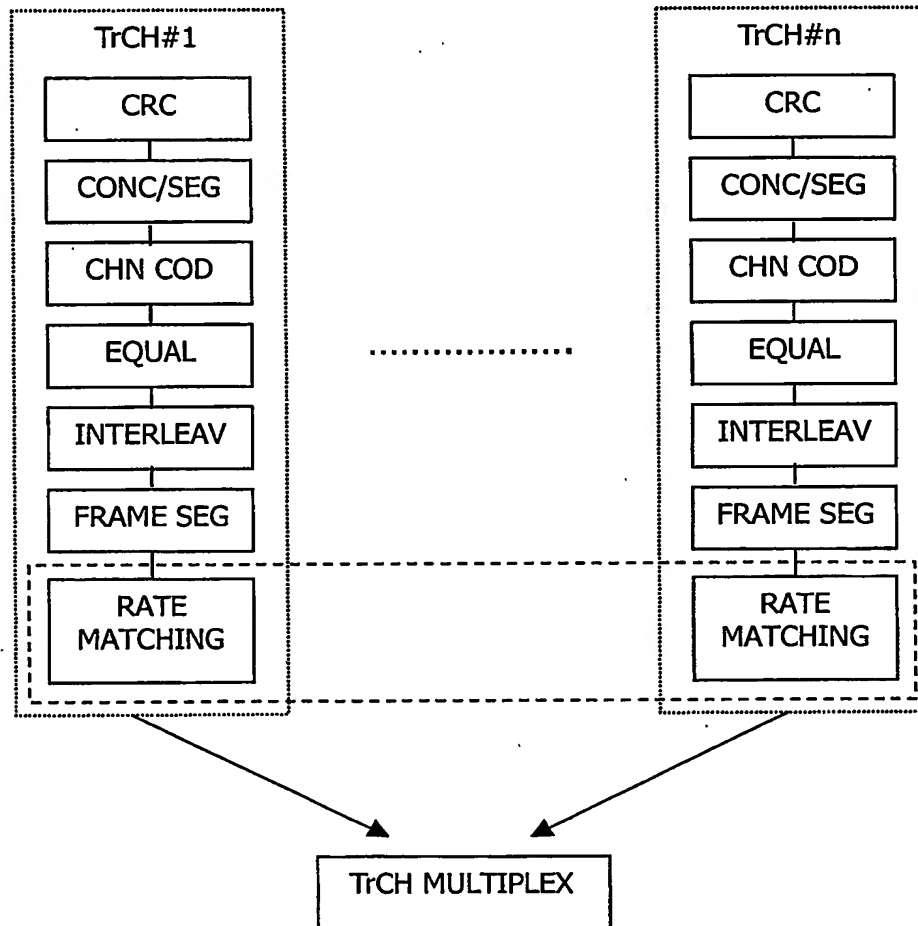 TrCH#1
CRC
CONC/SEG
CHN COD
EQUAL
INTERLEAV
FRAME SEG
RATE
MATCHING
TrCH#n
CRC
CONC/SEG
CHN COD
EQUAL
INTERLEAV
FRAME SEG
RATE
MATCHING
TrCH MULTIPLEX